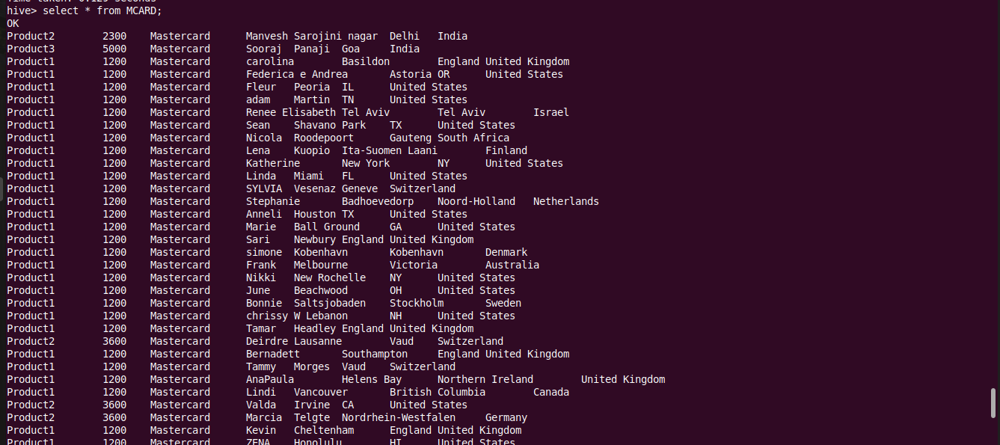 Time taken: 0.129 seconds
hive> select * from MCARD;
OK
Product2 2300 Mastercard Manvesh Sarojini nagar Delhi India
Product3 5000 Mastercard Sooraj Panaji Goa India
Product1 1200 Mastercard carolina Basildon England United Kingdom
Product1 1200 Mastercard Federica e Andrea Astoria OR United States
Product1 1200 Mastercard Fleur Peoria IL United States
Product1 1200 Mastercard adam Martin TN United States
Product1 1200 Mastercard Renee Elisabeth Tel Aviv Tel Aviv Israel
Product1 1200 Mastercard Sean Shavano Park TX United States
Product1 1200 Mastercard Nicola Roodepoort Gauteng South Africa
Product1 1200 Mastercard Lena Kuopio Ita-Suomen Laani Finland
Product1 1200 Mastercard Katherine New York NY United States
Product1 1200 Mastercard Linda Miami FL United States
Product1 1200 Mastercard SYLVIA Vesenaz Geneve Switzerland
Product1 1200 Mastercard Stephanie Badhoevedorp Noord-Holland Netherlands
Product1 1200 Mastercard Anneli Houston TX United States
Product1 1200 Mastercard Marie Ball Ground GA United States
Product1 1200 Mastercard Sari Newbury England United Kingdom
Product1 1200 Mastercard simone Kobenhavn Kobenhavn Denmark
Product1 1200 Mastercard Frank Melbourne Victoria Australia
Product1 1200 Mastercard Nikki New Rochelle NY United States
Product1 1200 Mastercard June Beachwood OH United States
Product1 1200 Mastercard Bonnie Saltsjobaden Stockholm Sweden
Product1 1200 Mastercard chrissy W Lebanon NH United States
Product1 1200 Mastercard Tamar Headley England United Kingdom
Product2 3600 Mastercard Deirdre Lausanne Vaud Switzerland
Product1 1200 Mastercard Bernadett Southampton England United Kingdom
Product1 1200 Mastercard Tammy Morges Vaud Switzerland
Product1 1200 Mastercard AnaPaula Helens Bay Northern Ireland United Kingdom
Product1 1200 Mastercard Lindi Vancouver British Columbia Canada
Product2 3600 Mastercard Valda Irvine CA United States
Product2 3600 Mastercard Marcia Telgte Nordrhein-Westfalen Germany
Product1 1200 Mastercard Kevin Cheltenham England United Kingdom
Product1 1200 Mastercard ZENA Honolulu HI United States